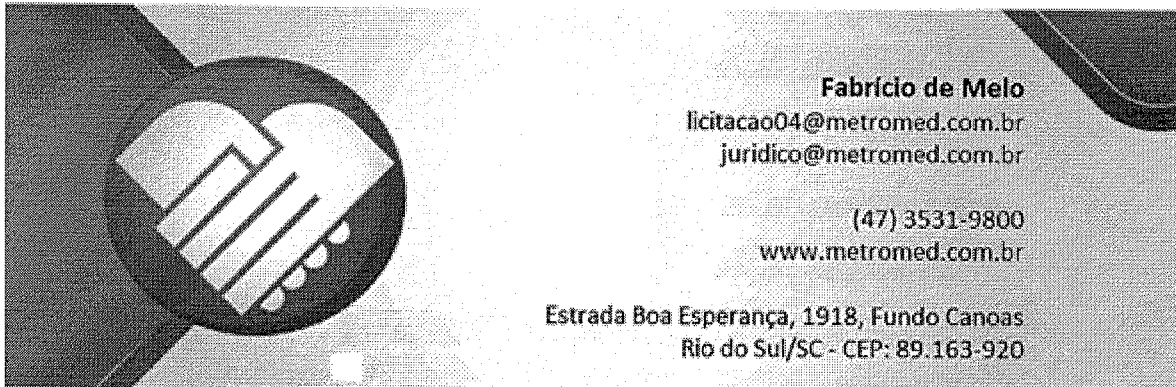 Fabrício de Melo
licitacao04@metromed.com.br
juridico@metromed.com.br
(47) 3531-9800
www.metromed.com.br
Estrada Boa Esperança, 1918, Fundo Canoas
Rio do Sul/SC - CEP: 89.163-920